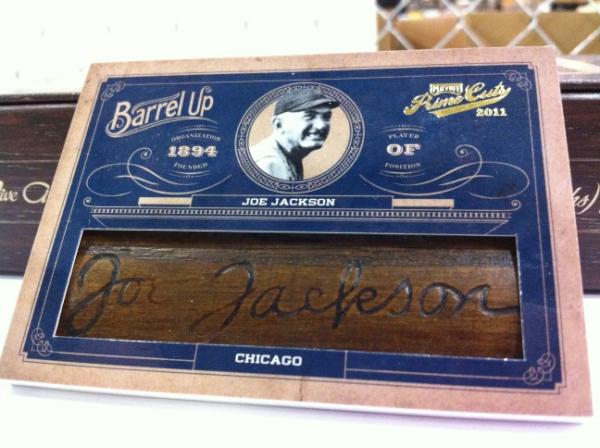 Barrel Up
PLAYOFF
Prime Cuts
2011
ORGANIZATION
1894
FOUNDED
PLAYER
OF
POSITION
JOE JACKSON
Joe Jackson
CHICAGO